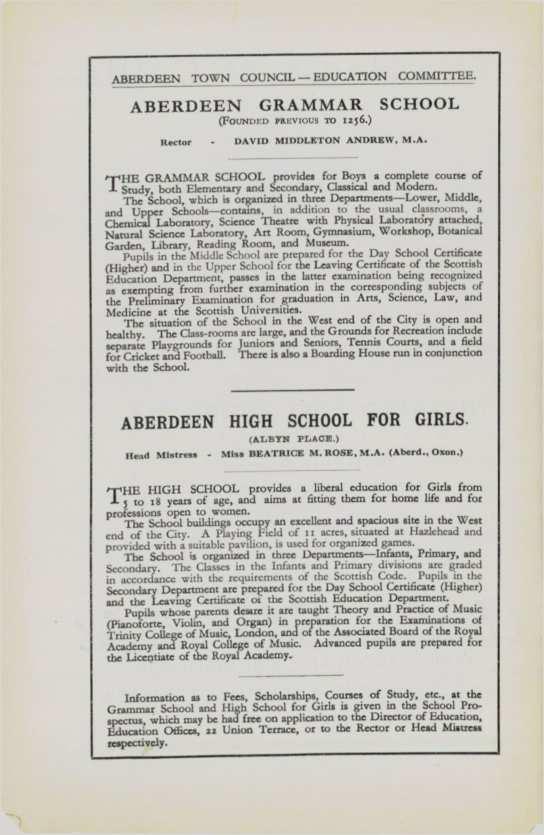 ABERDEEN TOWN COUNCIL — EDUCATION COMMITTEE.
ABERDEEN GRAMMAR SCHOOL
(FOUNDED PREVIOUS TO 1256.)
Rector - DAVID MIDDLETON ANDREW, M.A.
THE GRAMMAR SCHOOL provides for Boys a complete course of
Study, both Elementary and Secondary, Classical and Modern.
The School, which is organized in three Departments—Lower, Middle,
and Upper Schools—contains, in addition to the usual classrooms, a
Chemical Laboratory, Science Theatre with Physical Laboratory attached,
Natural Science Laboratory, Art Room, Gymnasium, Workshop, Botanical
Garden, Library, Reading Room, and Museum.
Pupils in the Middle School are prepared for the Day School Certificate
(Higher) and in the Upper School for the Leaving Certificate of the Scottish
Education Department, passes in the latter examination being recognized
as exempting from further examination in the corresponding subjects of
the Preliminary Examination for graduation in Arts, Science, Law, and
Medicine at the Scottish Universities.
The situation of the School in the West end of the City is open and
healthy. The Class-rooms are large, and the Grounds for Recreation include
separate Playgrounds for Juniors and Seniors, Tennis Courts, and a field
for Cricket and Football. There is also a Boarding House run in conjunction
with the School.
ABERDEEN HIGH SCHOOL FOR GIRLS.
(ALBYN PLACE.)
Head Mistress - Miss BEATRICE M. ROSE, M.A. (Aberd., Oxon.)
THE HIGH SCHOOL provides a liberal education for Girls from
5 to 18 years of age, and aims at fitting them for home life and for
professions open to women.
The School buildings occupy an excellent and spacious site in the West
end of the City. A Playing Field of 11 acres, situated at Hazlehead and
provided with a suitable pavilion, is used for organized games.
The School is organized in three Departments—Infants, Primary, and
Secondary. The Classes in the Infants and Primary divisions are graded
in accordance with the requirements of the Scottish Code. Pupils in the
Secondary Department are prepared for the Day School Certificate (Higher)
and the Leaving Certificate of the Scottish Education Department.
Pupils whose parents desire it are taught Theory and Practice of Music
(Pianoforte, Violin, and Organ) in preparation for the Examinations of
Trinity College of Music, London, and of the Associated Board of the Royal
Academy and Royal College of Music. Advanced pupils are prepared for
the Licentiate of the Royal Academy.
Information as to Fees, Scholarships, Courses of Study, etc., at the
Grammar School and High School for Girls is given in the School Pro-
spectus, which may be had free on application to the Director of Education,
Education Offices, 22 Union Terrace, or to the Rector or Head Mistress
respectively.